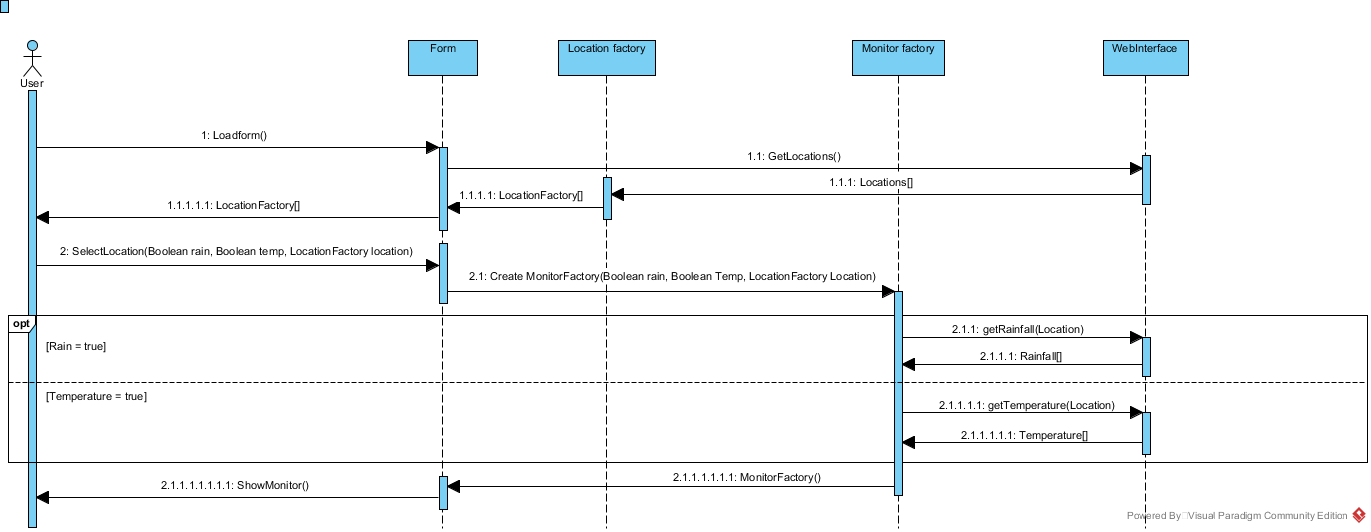 Form
Location factory
Monitor factory
WebInterface
User
1: Loadform()
1.1: GetLocations()
1.1.1: Locations[]
1.1.1.1: LocationFactory[]
1.1.1.1.1: LocationFactory[]
2: SelectLocation(Boolean rain, Boolean temp, LocationFactory location)
2.1: Create MonitorFactory(Boolean rain, Boolean Temp, LocationFactory Location)
opt
2.1.1: getRainfall(Location)
[Rain = true]
2.1.1.1: Rainfall[]
[Temperature = true]
2.1.1.1.1: getTemperature(Location)
2.1.1.1.1.1: Temperature[]
2.1.1.1.1.1.1: MonitorFactory()
2.1.1.1.1.1.1.1: ShowMonitor()
Powered By Visual Paradigm Community Edition